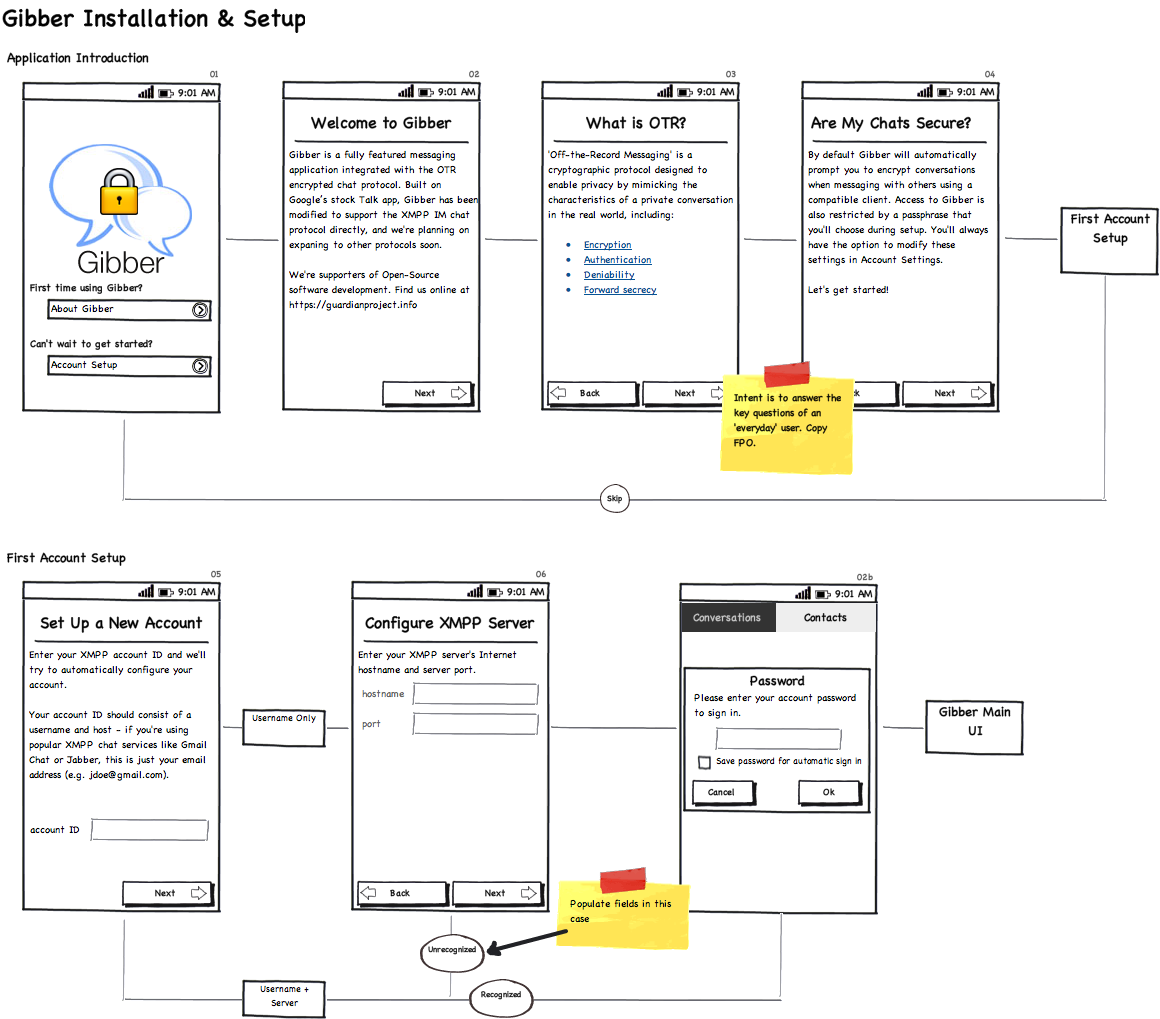 Gibber Installation & Setup
Application Introduction
01
9:01 AM
Gibber
First time using Gibber?
About Gibber
Can't wait to get started?
Account Setup
02
9:01 AM
Welcome to Gibber
Gibber is a fully featured messaging
application integrated with the OTR
encrypted chat protocol. Built on
Google's stock Talk app, Gibber has been
modified to support the XMPP IM chat
protocol directly, and we're planning on
expaning to other protocols soon.
We're supporters of Open-Source
software development. Find us online at
https://guardianproject.info
Next
03
9:01 AM
What is OTR?
'Off-the-Record Messaging' is a
cryptographic protocol designed to
enable privacy by mimicking the
characteristics of a private conversation
in the real world, including:
• Encryption
• Authentication
• Deniability
• Forward secrecy
Back
Next
04
9:01 AM
Are My Chats Secure?
By default Gibber will automatically
prompt you to encrypt conversations
when messaging with others using a
compatible client. Access to Gibber is
also restricted by a passphrase that
you'll choose during setup. You'll always
have the option to modify these
settings in Account Settings.
Let's get started!
k
Next
Intent is to answer the
key questions of an
'everyday' user. Copy
FPO.
First Account
Setup
Skip
First Account Setup
05
9:01 AM
Set Up a New Account
Enter your XMPP account ID and we'll
try to automatically configure your
account.
Your account ID should consist of a
username and host - if you're using
popular XMPP chat services like Gmail
Chat or Jabber, this is just your email
address (e.g. jdoe@gmail.com).
account ID
Next
Username Only
06
9:01 AM
Configure XMPP Server
Enter your XMPP server's Internet
hostname and server port.
hostname
port
Back
Next
02b
9:01 AM
Conversations
Contacts
Password
Please enter your account password
to sign in.
Save password for automatic sign in
Cancel
Ok
Gibber Main
UI
Populate fields in this
case
Unrecognized
Username +
Server
Recognized